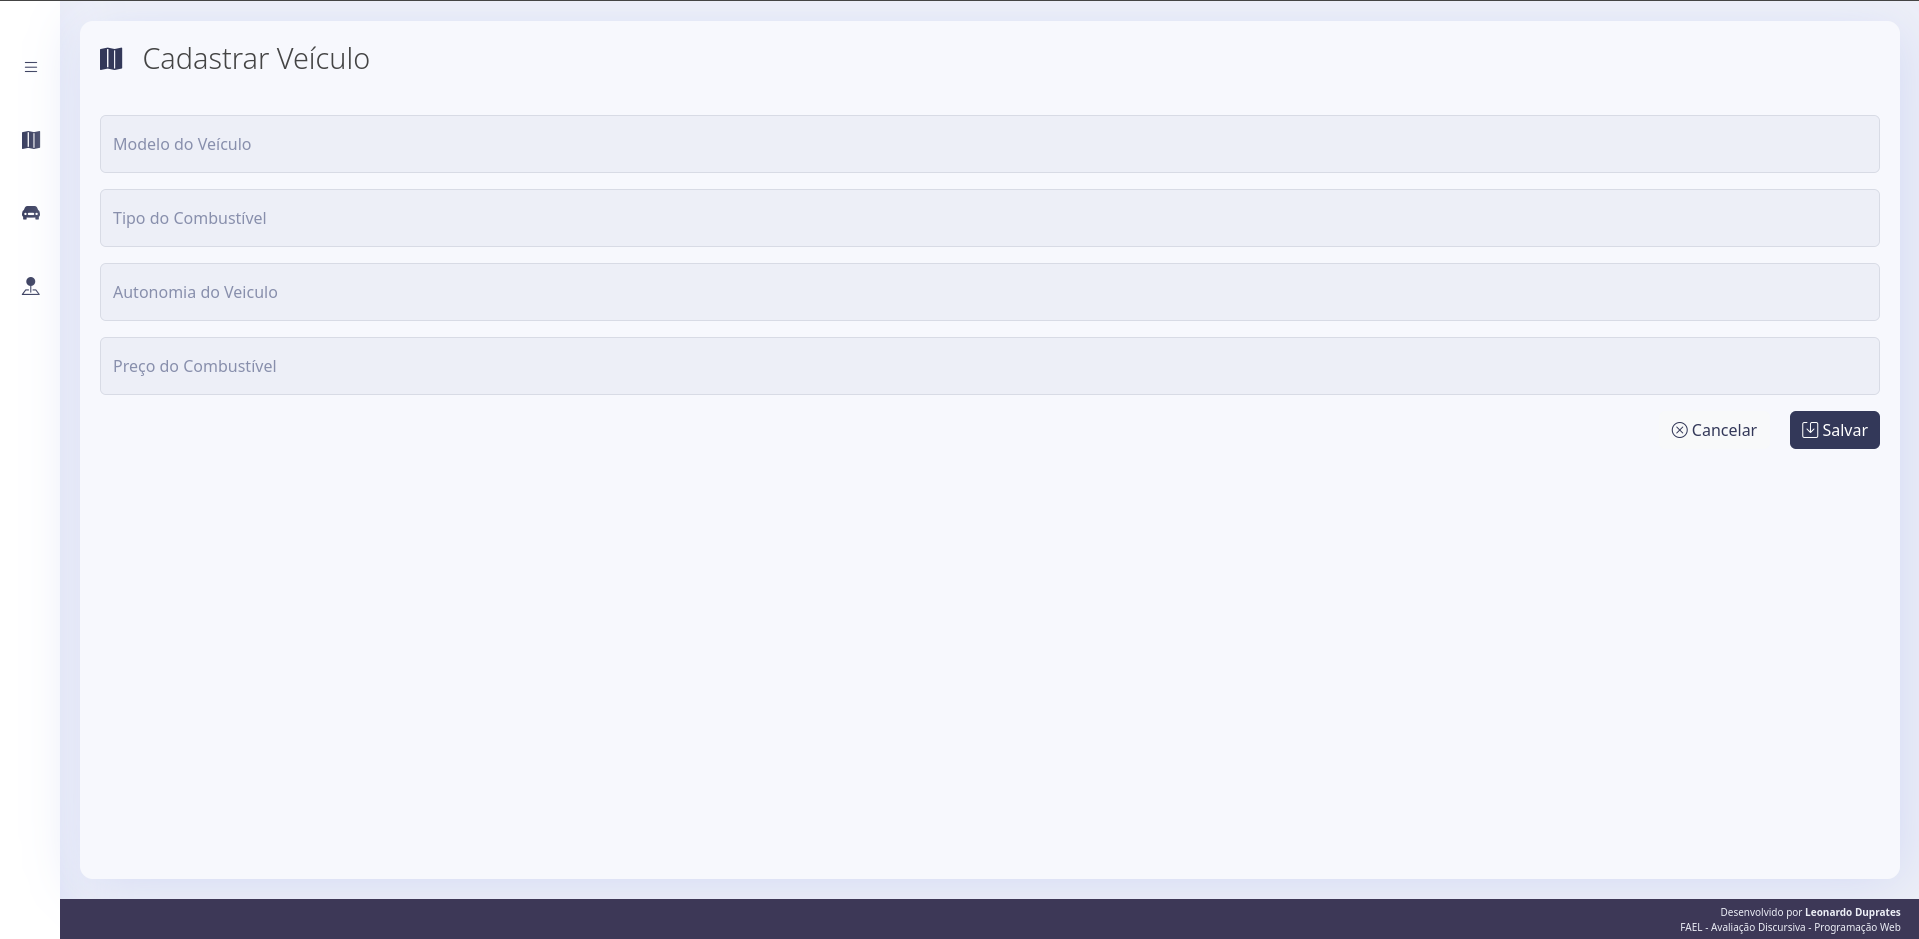 Cadastrar Veículo
Modelo do Veículo
Tipo do Combustível
Autonomia do Veiculo
Preço do Combustível
Cancelar
Salvar
Desenvolvido por Leonardo Duprates
FAEL - Avaliação Discursiva - Programação Web